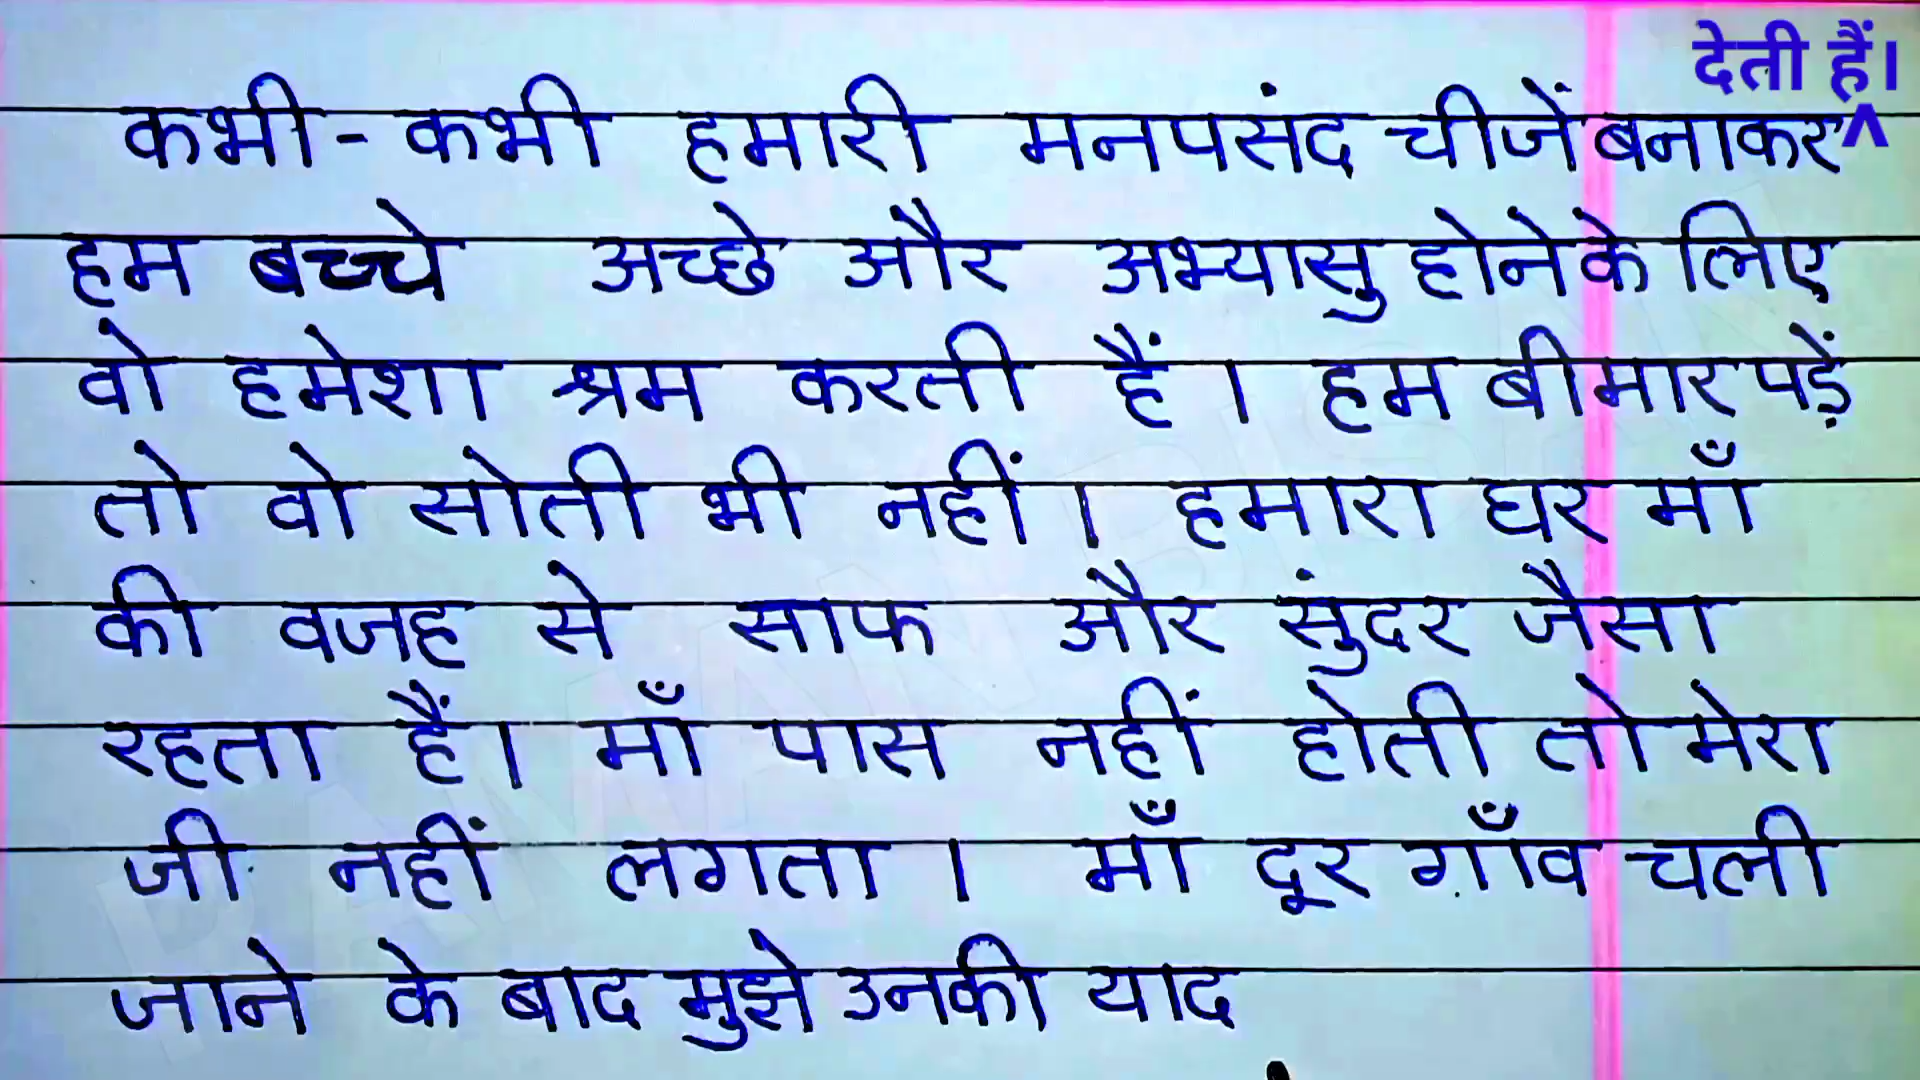 देती हैं।
कभी-कभी हमारी मनपसंद चीजें बनाकर^
हम बच्चे अच्छे और अभ्यासु होने के लिए
वो हमेशा श्रम करती हैं। हम बीमार पड़ें
तो वो सोती भी नहीं। हमारा घर माँ
की वजह से साफ और सुंदर जैसा
रहता हैं। माँ पास नहीं होती तो मेरा
जी नहीं लगता। माँ दूर गाँव चली
जाने के बाद मुझे उनकी याद